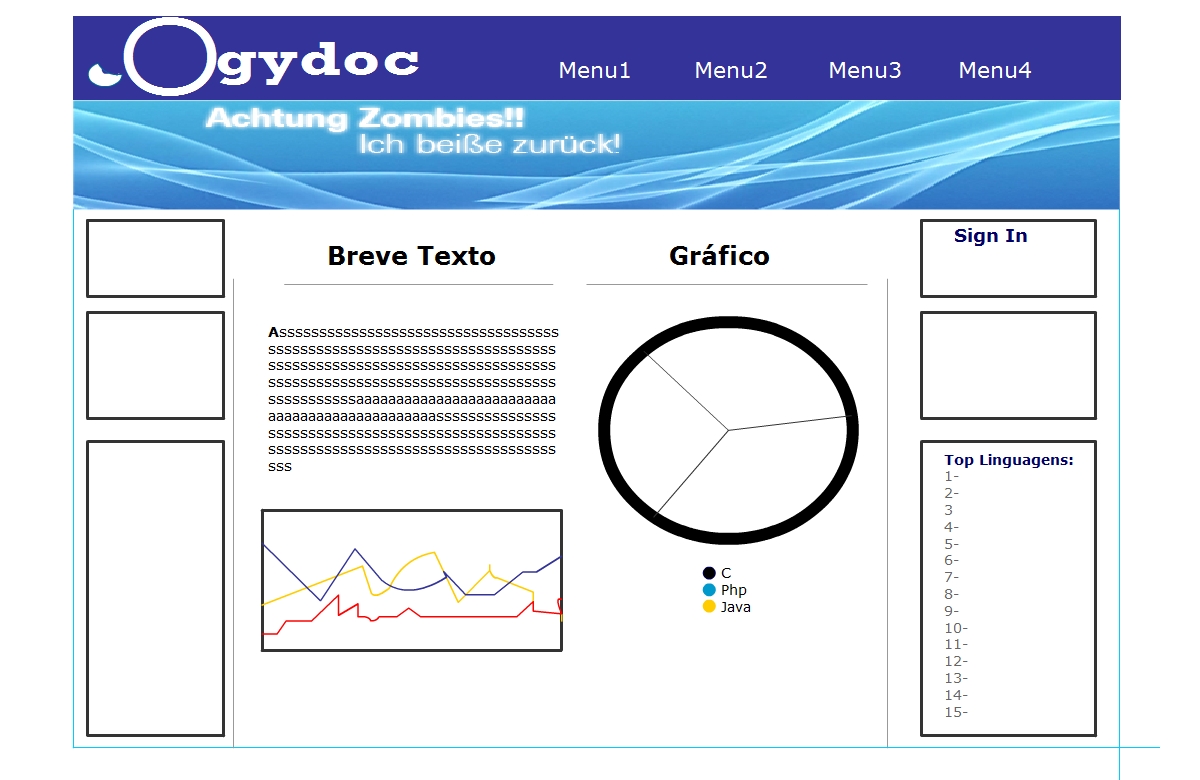 Ogydoc
Menu1 Menu2 Menu3 Menu4
Achtung Zombies!!
Ich beiße zurück!
Breve Texto
Asssssssssssssssssssssssssssssssssss
ssssssssssssssssssssssssssssssssssss
ssssssssssssssssssssssssssssssssssss
ssssssssssssssssssssssssssssssssssss
sssssssssssaaaaaaaaaaaaaaaaaaaaaaaaa
aaaaaaaaaaaaaaaaaaaaasssssssssssssss
ssssssssssssssssssssssssssssssssssss
ssssssssssssssssssssssssssssssssssss
sss
Gráfico
C
Php
Java
Sign In
Top Linguagens:
1-
2-
3
4-
5-
6-
7-
8-
9-
10-
11-
12-
13-
14-
15-